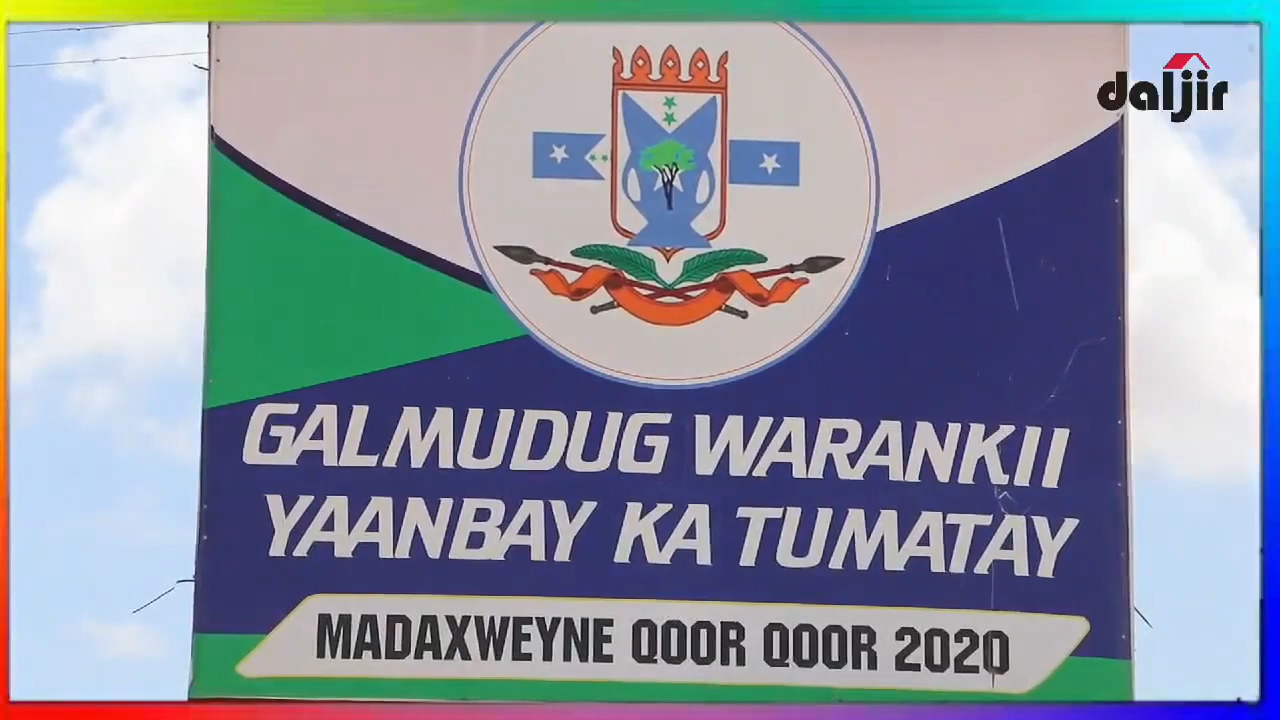 daljir
GALMUDUG WARANKII
YAANBAY KA TUMATAY
MADAXWEYNE QOOR QOOR 2020